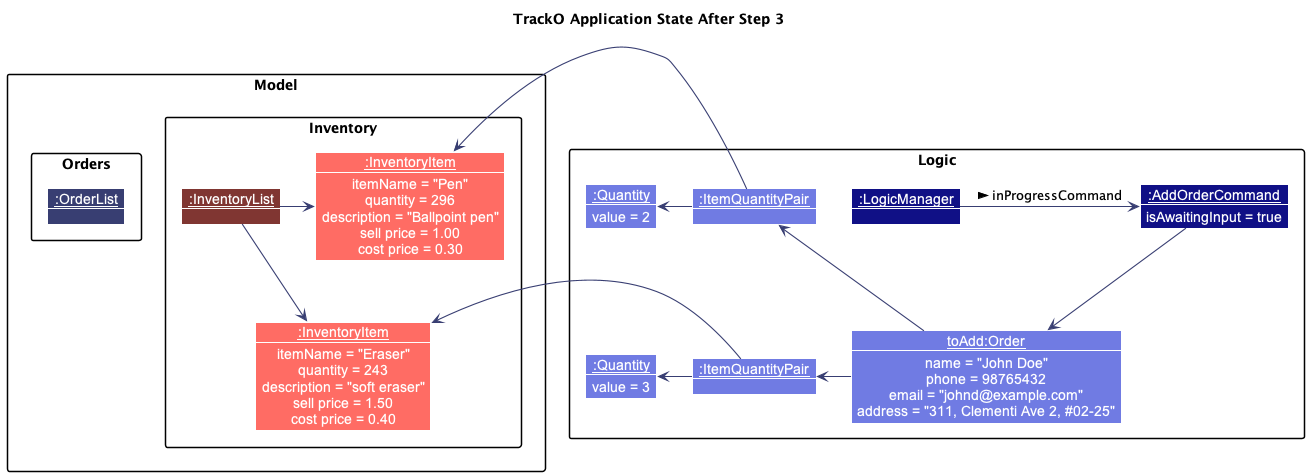 TrackO Application State After Step 3
Model
Orders
:OrderList
Inventory
:InventoryList
:InventoryItem
itemName = "Pen"
quantity = 296
description = "Ballpoint pen"
sell price = 1.00
cost price = 0.30
:InventoryItem
itemName = "Eraser"
quantity = 243
description = "soft eraser"
sell price = 1.50
cost price = 0.40
Logic
:Quantity
value = 2
:ItemQuantityPair
:LogicManager
► inProgressCommand
:AddOrderCommand
isAwaitingInput = true
:Quantity
value = 3
:ItemQuantityPair
toAdd:Order
name = "John Doe"
phone = 98765432
email = "johnd@example.com"
address = "311, Clementi Ave 2, #02-25"